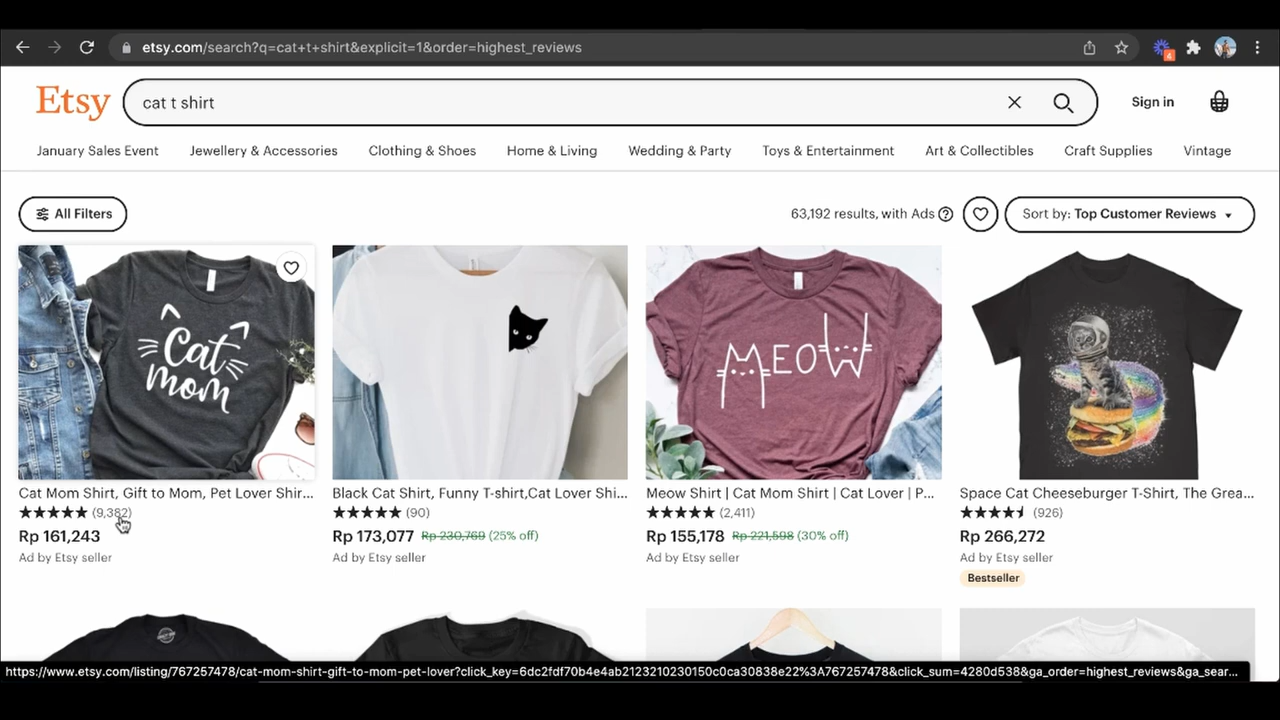 etsy.com/search?q=cat+t+shirt&explicit=1&order=highest_reviews
4
Etsy
cat t shirt
Sign in
January Sales Event
Jewellery & Accessories
Clothing & Shoes
Home & Living
Wedding & Party
Toys & Entertainment
Art & Collectibles
Craft Supplies
Vintage
All Filters
63,192 results, with Ads
Sort by: Top Customer Reviews
Cat
mom
MEOW
Cat Mom Shirt, Gift to Mom, Pet Lover Shir...
(9,382)
Rp 161,243
Ad by Etsy seller
Black Cat Shirt, Funny T-shirt,Cat Lover Shi...
(90)
Rp 173,077 Rp 230,769 (25% off)
Ad by Etsy seller
Meow Shirt | Cat Mom Shirt | Cat Lover | P...
(2,411)
Rp 155,178 Rp 221,598 (30% off)
Ad by Etsy seller
Space Cat Cheeseburger T-Shirt, The Grea...
(926)
Rp 266,272
Ad by Etsy seller
Bestseller
https://www.etsy.com/listing/767257478/cat-mom-shirt-gift-to-mom-pet-lover?click_key=6dc2fdf70b4e4ab2123210230150c0ca30838e22%3A767257478&click_sum=4280d538&ga_order=highest_reviews&ga_sear...